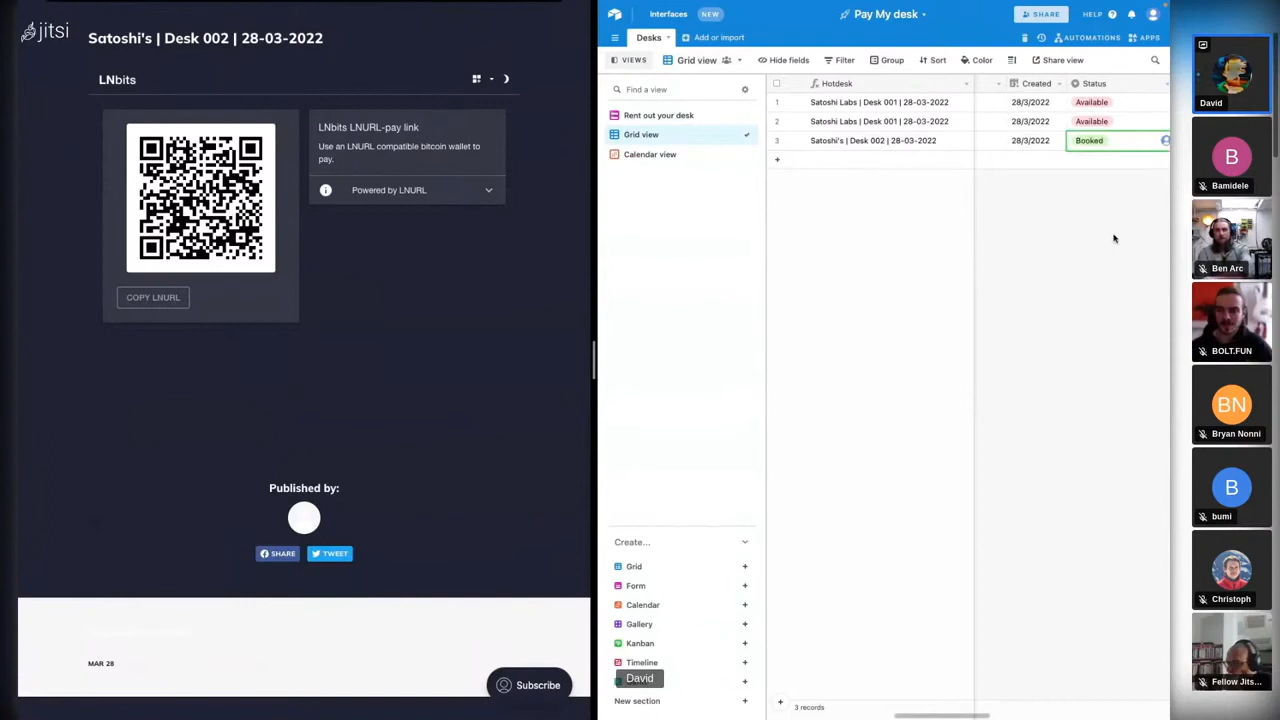 jitsi
Satoshi's | Desk 002 | 28-03-2022
LNbits
LNbits LNURL-pay link
Use an LNURL compatible bitcoin wallet to
pay.
Powered by LNURL
COPY LNURL
Published by:
SHARE
TWEET
MAR 28
Subscribe
Interfaces
NEW
Pay My desk
SHARE
HELP
Desks
Add or import
AUTOMATIONS
APPS
VIEWS
Grid view
Hide fields
Filter
Group
Sort
Color
Share view
Find a view
Rent out your desk
Grid view
Calendar view
Hotdesk
Created
Status
1 Satoshi Labs | Desk 001 | 28-03-2022 28/3/2022 Available
2 Satoshi Labs | Desk 001 | 28-03-2022 28/3/2022 Available
3 Satoshi's | Desk 002 | 28-03-2022 28/3/2022 Booked
Create...
Grid
Form
Calendar
Gallery
Kanban
Timeline
David
New section
3 records
David
B
Bamidele
Ben Arc
BOLT.FUN
BN
Bryan Nonni
B
bumi
Christoph
Fellow Jits...